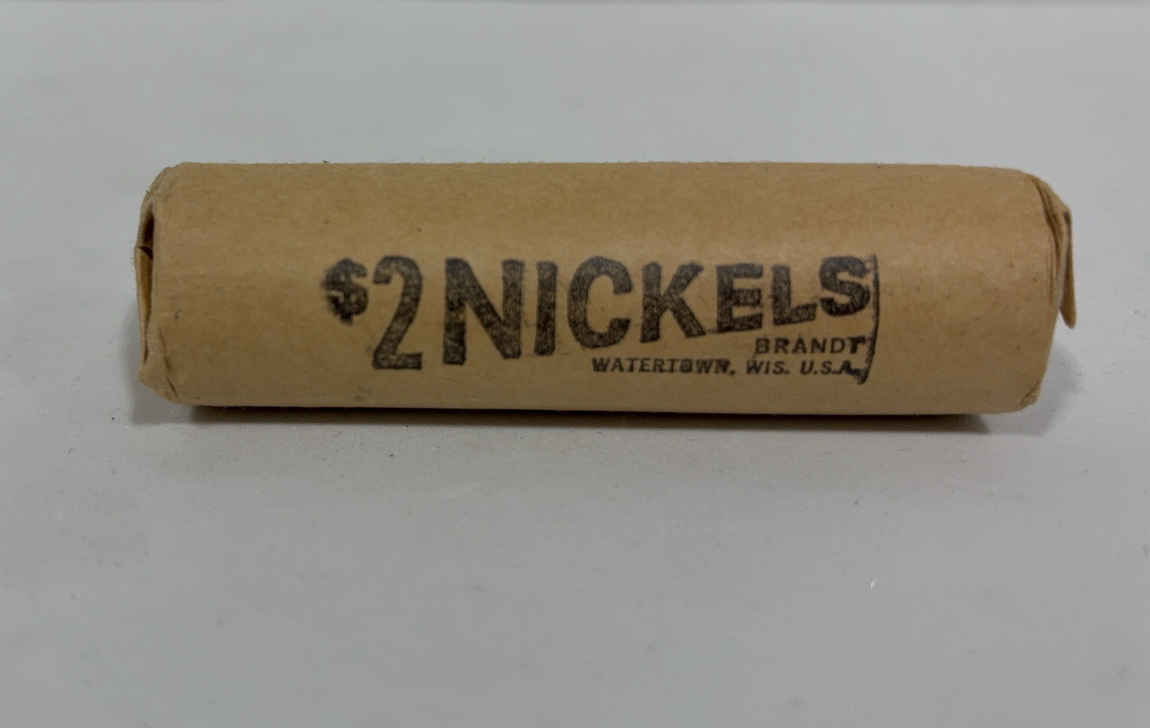 $2 NICKELS
BRANDT
WATERTOWN, WIS. U.S.A.